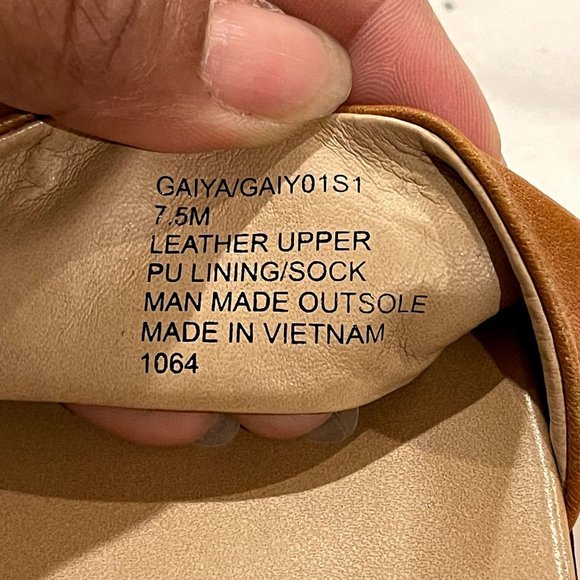 GAIYA/GAIY01S1
7.5M
LEATHER UPPER
PU LINING/SOCK
MAN MADE OUTSOLE
MADE IN VIETNAM
1064